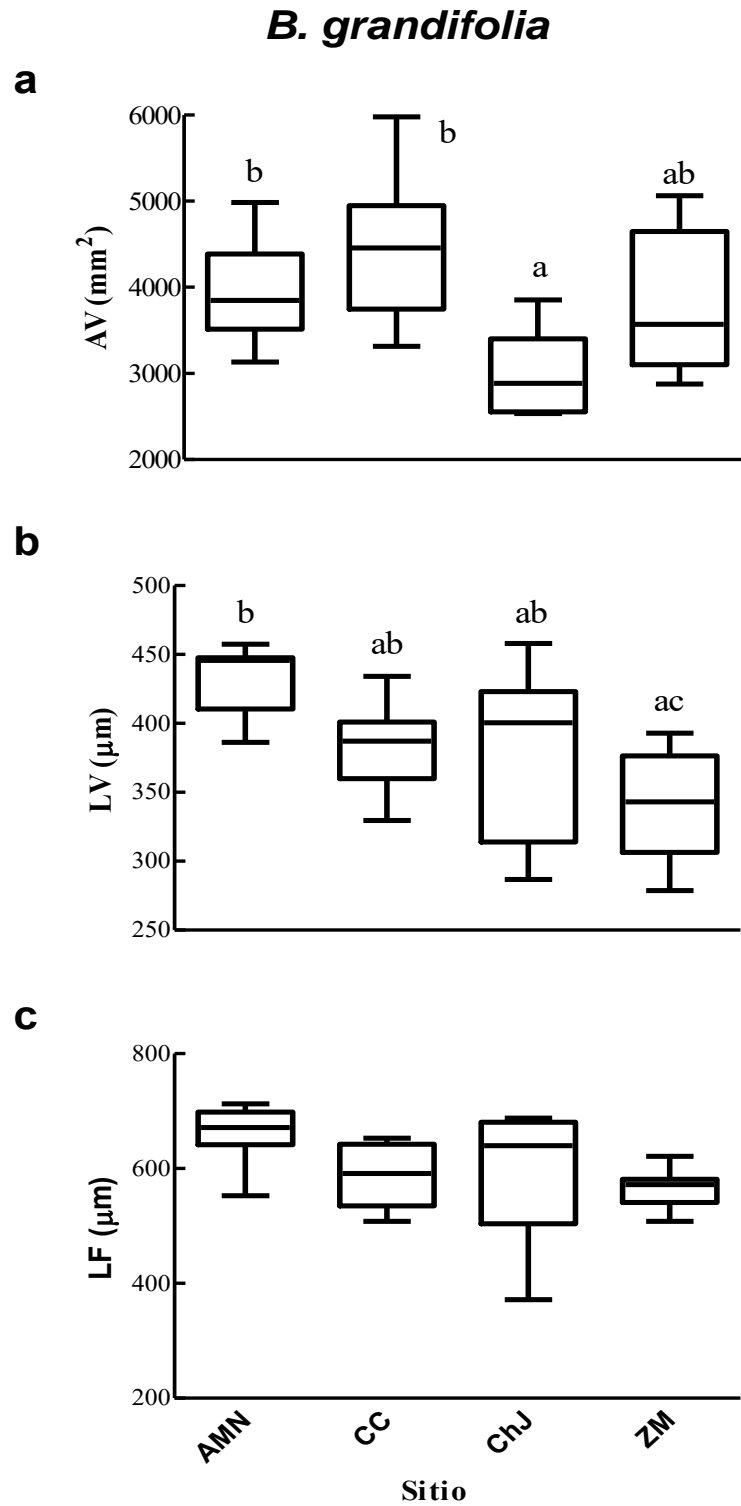 B. grandifolia
a
6000
5000
4000
3000
2000
AV (mm²)
b
b
a
ab
b
500
450
400
350
300
250
LV (µm)
b
ab
ab
ac
c
800
600
400
200
LF (µm)
AMN
CC
ChJ
ZM
Sitio